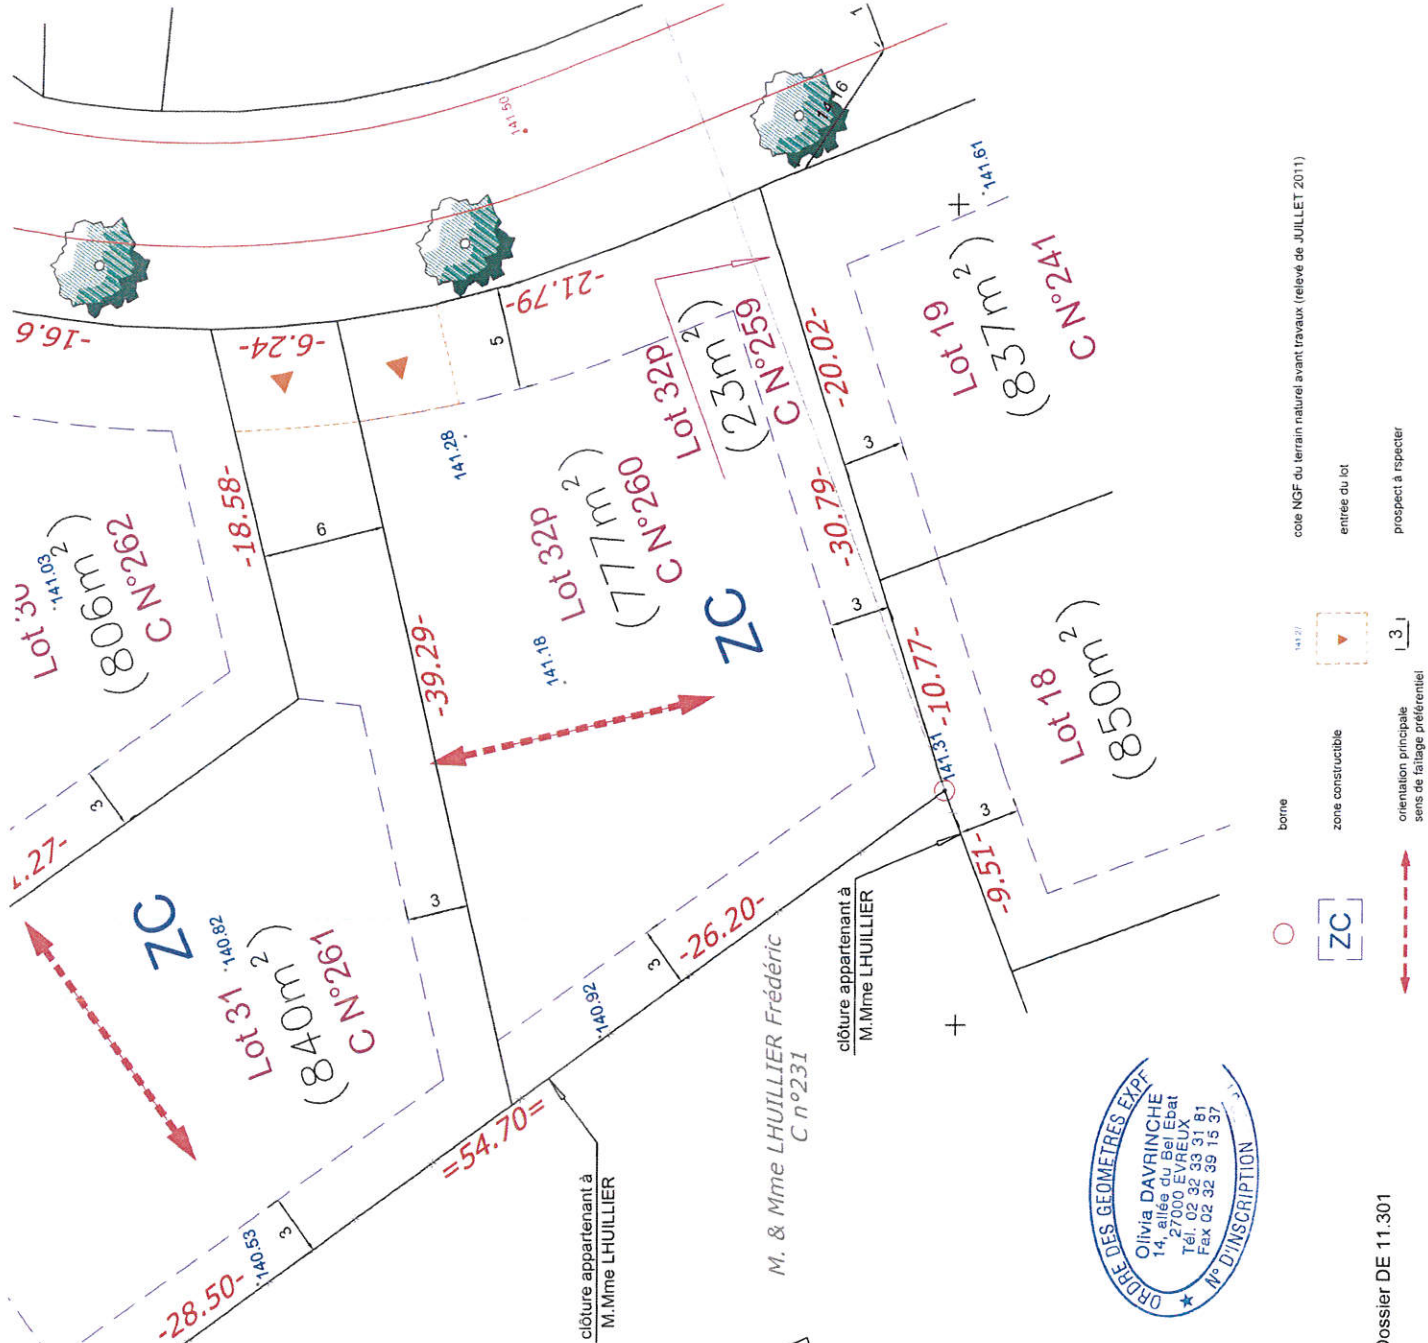 -16.6
-6.24-
-21.79-
141.50
14.16
1
5
141.61
Lot 30
141.03
(806m²)
C N°262
-18.58-
6
141.28
Lot 32p
(23m²)
C N°259
-20.02-
Lot 19
(837m²)
C N°241
3
-30.79-
Lot 32p
(777m²)
C N°260
ZC
141.18
-39.29-
3
-10.77-
141.31
Lot 18
(850m²)
3
-9.51-
1.27-
3
ZC
Lot 31
140.82
(840m²)
C N°261
3
-26.20-
3
140.92
=54.70=
-28.50-
140.53
3
clôture appartenant à
M.Mme LHUILLIER
clôture appartenant à
M.Mme LHUILLIER
M. & Mme LHUILLIER Frédéric
C n°231
borne
ZC
zone constructible
orientation principale
sens de faîtage préférentiel
cote NGF du terrain naturel avant travaux (relevé de JUILLET 2011)
entrée du lot
3
prospect à rspecter
ORDRE DES GEOMETRES EXPE
Olivia DAVRINCHE
14, allée du Bel Ebat
27000 EVREUX
Tél. 02 32 33 31 81
Fax 02 32 39 15 37
N° D'INSCRIPTION
Dossier DE 11.301